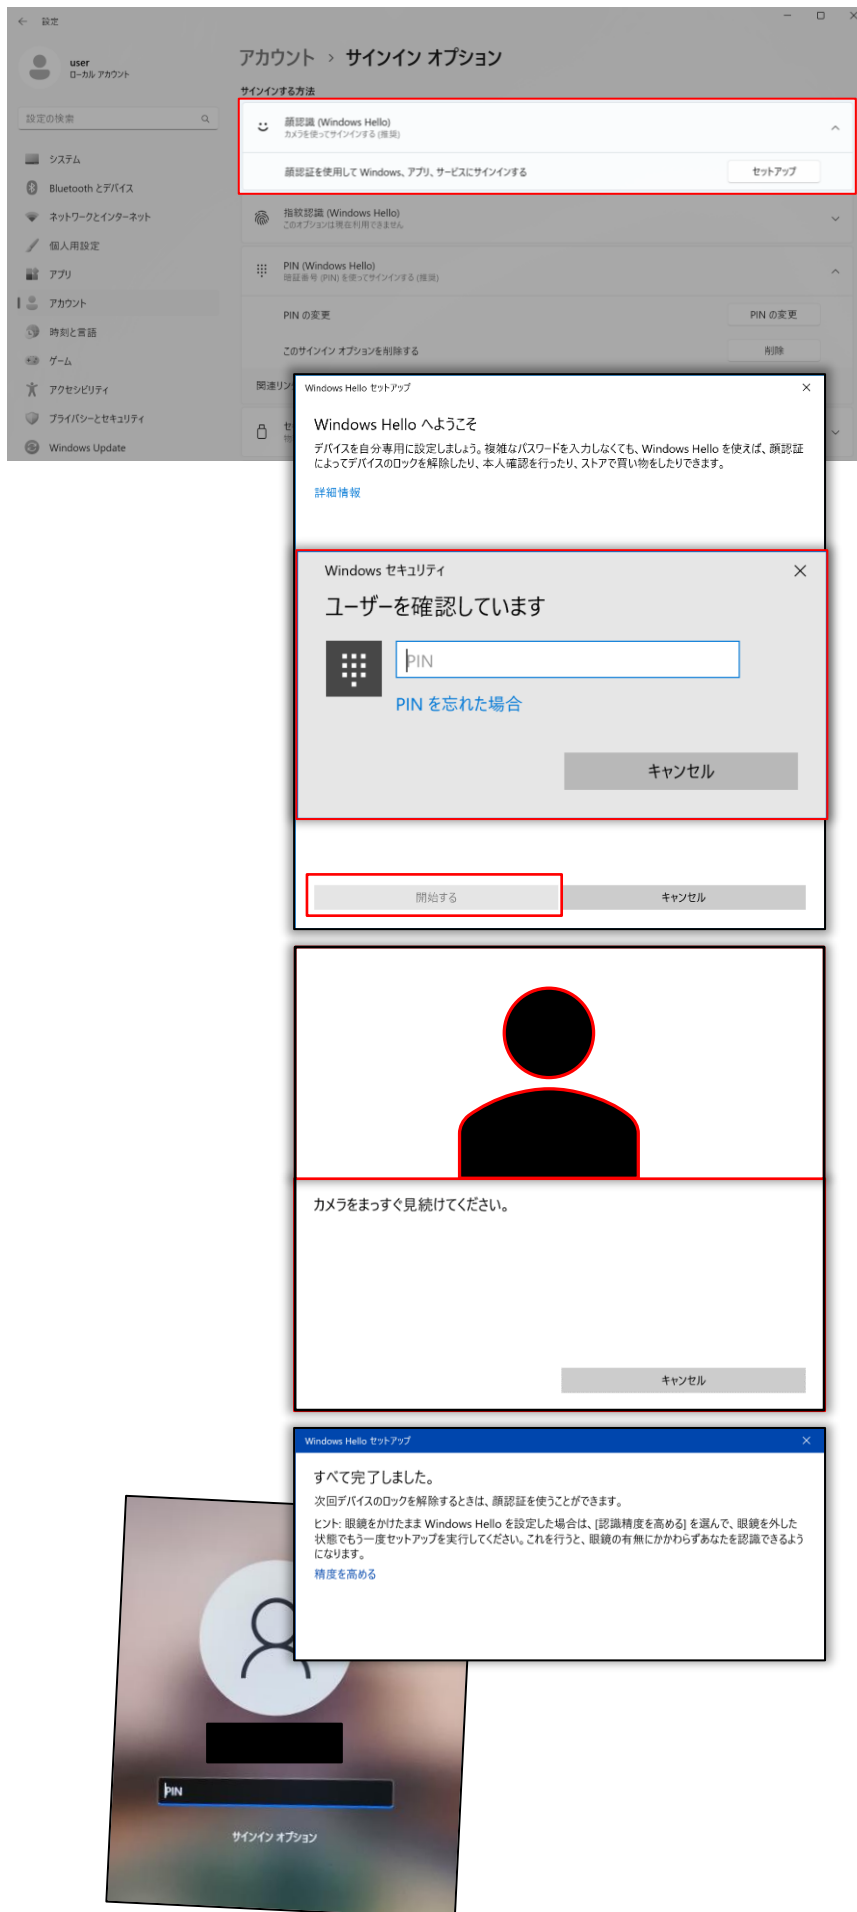 設定
user
ローカル アカウント
設定の検索
システム
Bluetooth とデバイス
ネットワークとインターネット
個人用設定
アプリ
アカウント
時刻と言語
ゲーム
アクセシビリティ
プライバシーとセキュリティ
Windows Update
アカウント › サインイン オプション
サインインする方法
顔認識 (Windows Hello)
カメラを使ってサインインする (推奨)
顔認証を使用して Windows、アプリ、サービスにサインインする
セットアップ
指紋認識 (Windows Hello)
このオプションは現在利用できません
PIN (Windows Hello)
暗証番号 (PIN) を使ってサインインする (推奨)
PIN の変更
PIN の変更
このサインイン オプションを削除する
削除
関連リン
セ
物
Windows Hello セットアップ
Windows Hello へようこそ
デバイスを自分専用に設定しましょう。複雑なパスワードを入力しなくても、Windows Hello を使えば、顔認証
によってデバイスのロックを解除したり、本人確認を行ったり、ストアで買い物をしたりできます。
詳細情報
Windows セキュリティ
ユーザーを確認しています
PIN
PIN を忘れた場合
キャンセル
開始する
キャンセル
カメラをまっすぐ見続けてください。
キャンセル
Windows Hello セットアップ
すべて完了しました。
次回デバイスのロックを解除するときは、顔認証を使うことができます。
ヒント: 眼鏡をかけたまま Windows Hello を設定した場合は、[認識精度を高める] を選んで、眼鏡を外した
状態でもう一度セットアップを実行してください。これを行うと、眼鏡の有無にかかわらずあなたを認識できるよう
になります。
精度を高める
PIN
サインイン オプション